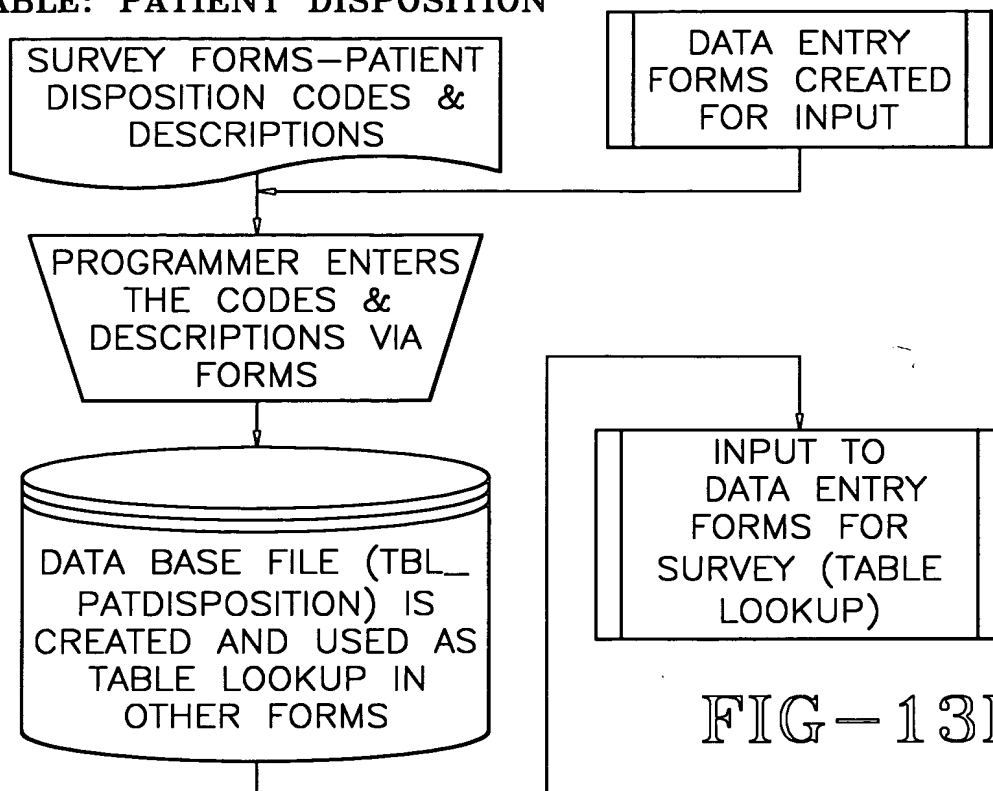 TABLE: PATIENT DISPOSITION
SURVEY FORMS—PATIENT
DISPOSITION CODES &
DESCRIPTIONS
DATA ENTRY
FORMS CREATED
FOR INPUT
PROGRAMMER ENTERS
THE CODES &
DESCRIPTIONS VIA
FORMS
DATA BASE FILE (TBL_
PATDISPOSITION) IS
CREATED AND USED AS
TABLE LOOKUP IN
OTHER FORMS
INPUT TO
DATA ENTRY
FORMS FOR
SURVEY (TABLE
LOOKUP)